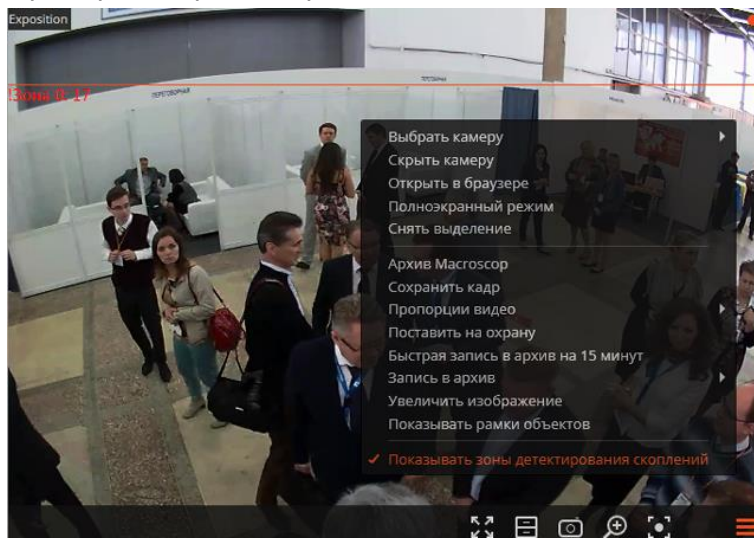 Exposition
Зона 0: 17
ПЕРЕГОВОРНАЯ
Выбрать камеру
Скрыть камеру
Открыть в браузере
Полноэкранный режим
Снять выделение
Архив Macroscop
Сохранить кадр
Пропорции видео
Поставить на охрану
Быстрая запись в архив на 15 минут
Запись в архив
Увеличить изображение
Показывать рамки объектов
Показывать зоны детектирования скоплений